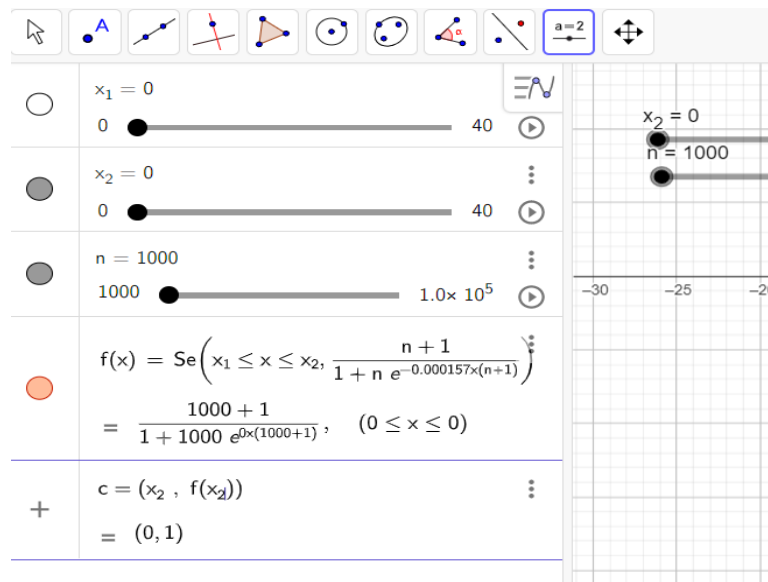 A
α
a=2
x₁ = 0
0 40
x₂ = 0
0 40
n = 1000
1000 1.0× 10⁵
f(x) = Se(x₁ ≤ x ≤ x₂, (n + 1)/(1 + n e^(−0.000157x(n+1))))
= (1000 + 1)/(1 + 1000 e^(0x(1000+1))), (0 ≤ x ≤ 0)
c = (x₂ , f(x₂))
= (0, 1)
x₂ = 0
n = 1000
−30 −25